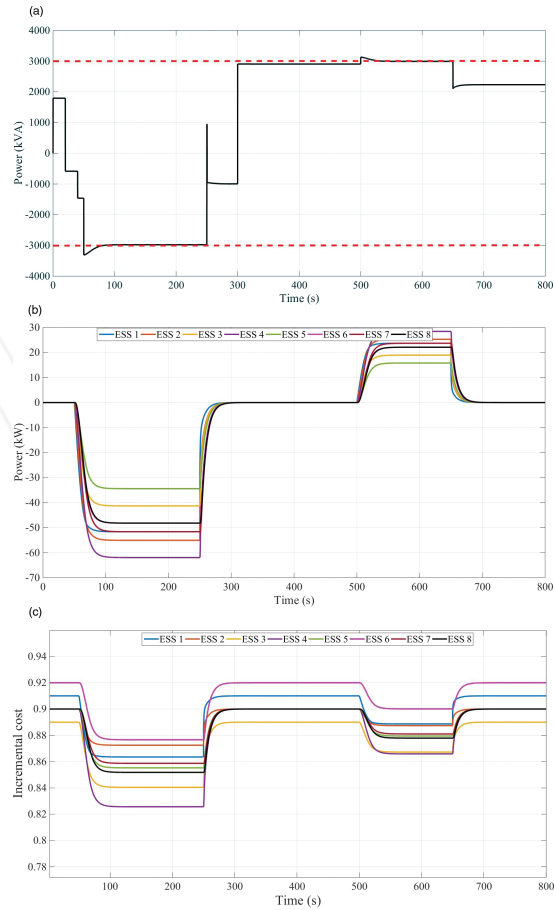 (a)
4000
3000
2000
1000
0
-1000
-2000
-3000
-4000
Power (kVA)
0 100 200 300 400 500 600 700 800
Time (s)
(b)
ESS 1 ESS 2 ESS 3 ESS 4 ESS 5 ESS 6 ESS 7 ESS 8
30
20
10
0
-10
-20
-30
-40
-50
-60
-70
Power (kW)
0 100 200 300 400 500 600 700 800
Time (s)
(c)
ESS 1 ESS 2 ESS 3 ESS 4 ESS 5 ESS 6 ESS 7 ESS 8
0.94
0.92
0.9
0.88
0.86
0.84
0.82
0.8
0.78
Incremental cost
100 200 300 400 500 600 700 800
Time (s)